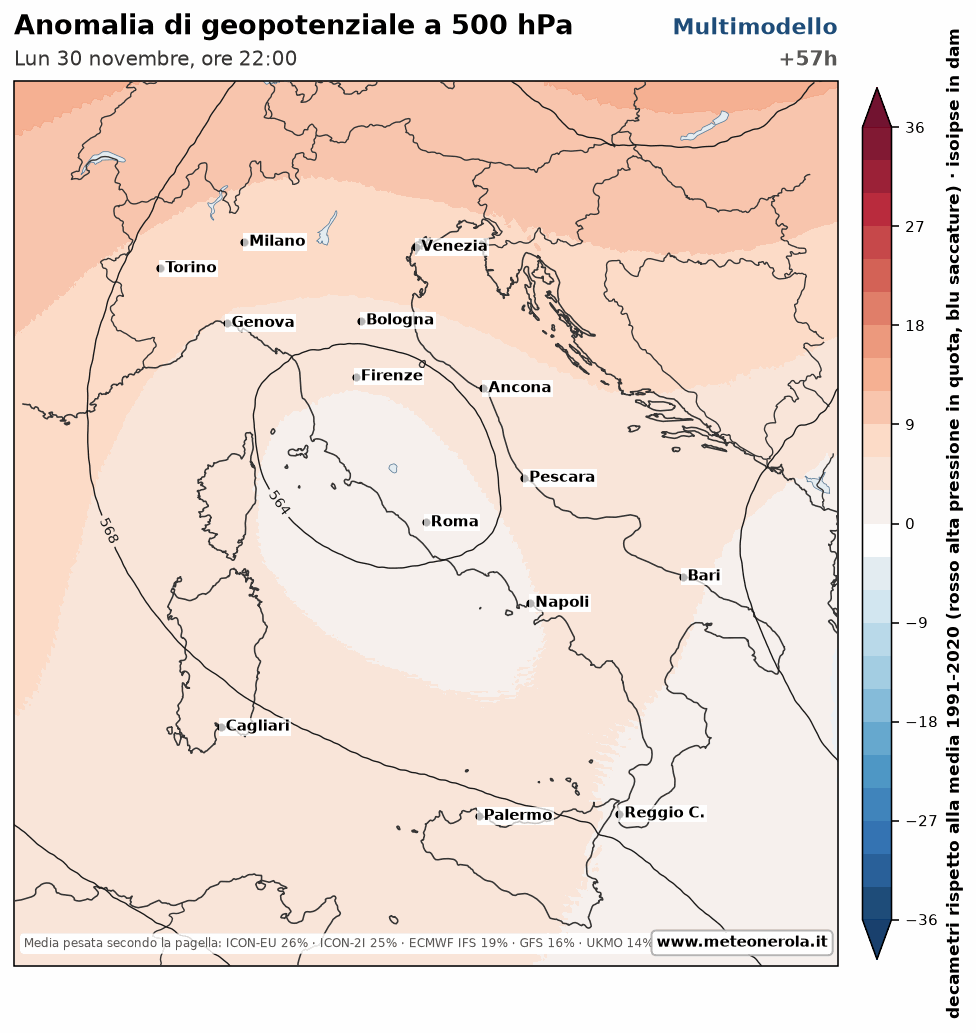 Anomalia di geopotenziale a 500 hPa
Multimodello
Lun 30 novembre, ore 22:00
+57h
Milano
Venezia
Torino
Genova
Bologna
Firenze
Ancona
Pescara
564
Roma
568
Bari
Napoli
Cagliari
Palermo
Reggio C.
Media pesata secondo la pagella: ICON-EU 26% · ICON-2I 25% · ECMWF IFS 19% · GFS 16% · UKMO 14%
www.meteonerola.it
36
27
18
9
0
−9
−18
−27
−36
decametri rispetto alla media 1991-2020 (rosso alta pressione in quota, blu saccature) · isoipse in dam